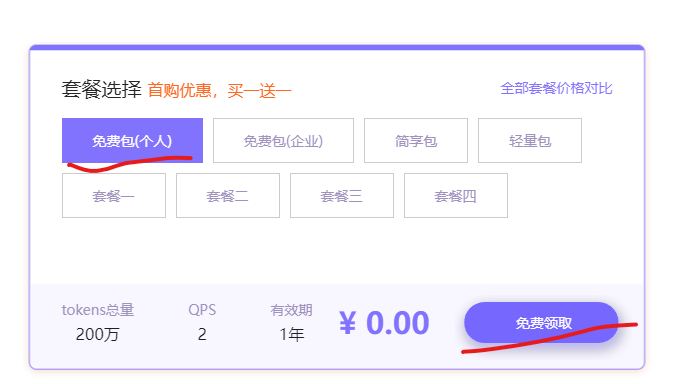 套餐选择 首购优惠，买一送一 全部套餐价格对比
免费包(个人) 免费包(企业) 简享包 轻量包
套餐一 套餐二 套餐三 套餐四
tokens总量 QPS 有效期
200万 2 1年 ¥ 0.00 免费领取